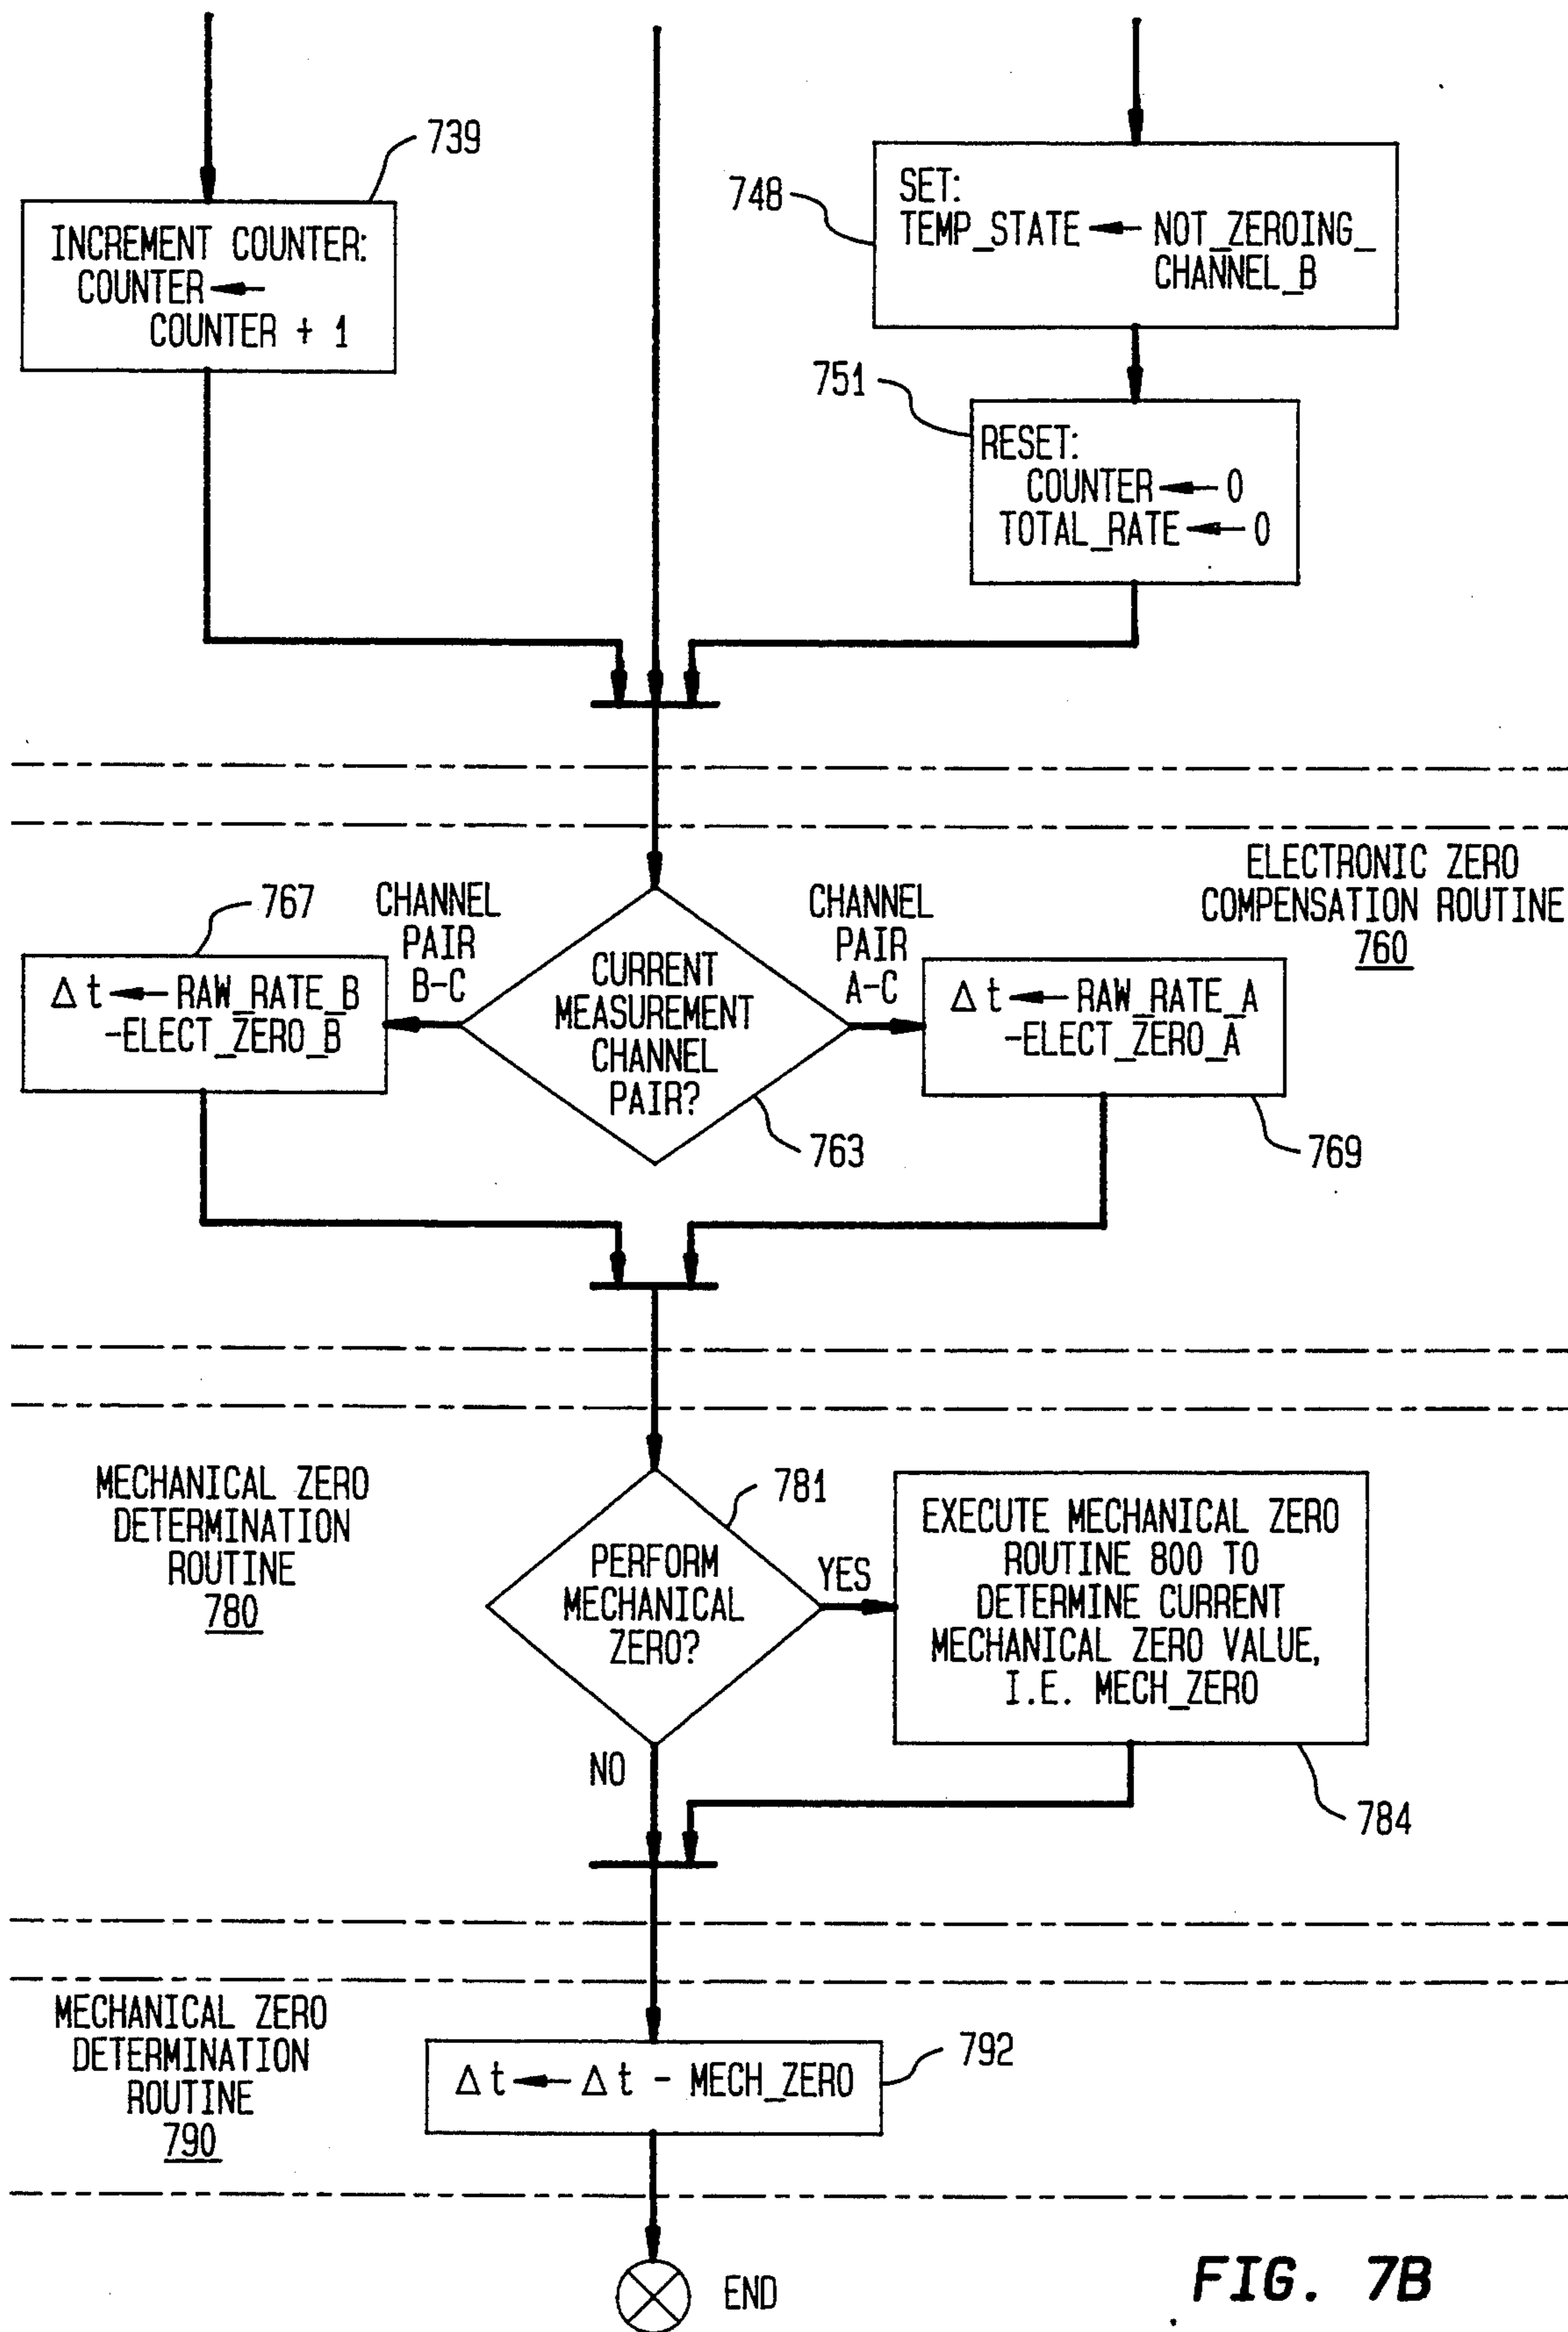 739
INCREMENT COUNTER:
COUNTER ←
COUNTER + 1
748
SET:
TEMP_STATE ← NOT_ZEROING_
CHANNEL_B
751
RESET:
COUNTER ← 0
TOTAL_RATE ← 0
ELECTRONIC ZERO
COMPENSATION ROUTINE
760
767
Δt ← RAW_RATE_B
-ELECT_ZERO_B
CHANNEL
PAIR
B-C
CURRENT
MEASUREMENT
CHANNEL
PAIR?
763
CHANNEL
PAIR
A-C
Δt ← RAW_RATE_A
-ELECT_ZERO_A
769
MECHANICAL ZERO
DETERMINATION
ROUTINE
780
781
PERFORM
MECHANICAL
ZERO?
YES
NO
EXECUTE MECHANICAL ZERO
ROUTINE 800 TO
DETERMINE CURRENT
MECHANICAL ZERO VALUE,
I.E. MECH_ZERO
784
MECHANICAL ZERO
DETERMINATION
ROUTINE
790
Δt ← Δt - MECH_ZERO
792
END
FIG. 7B